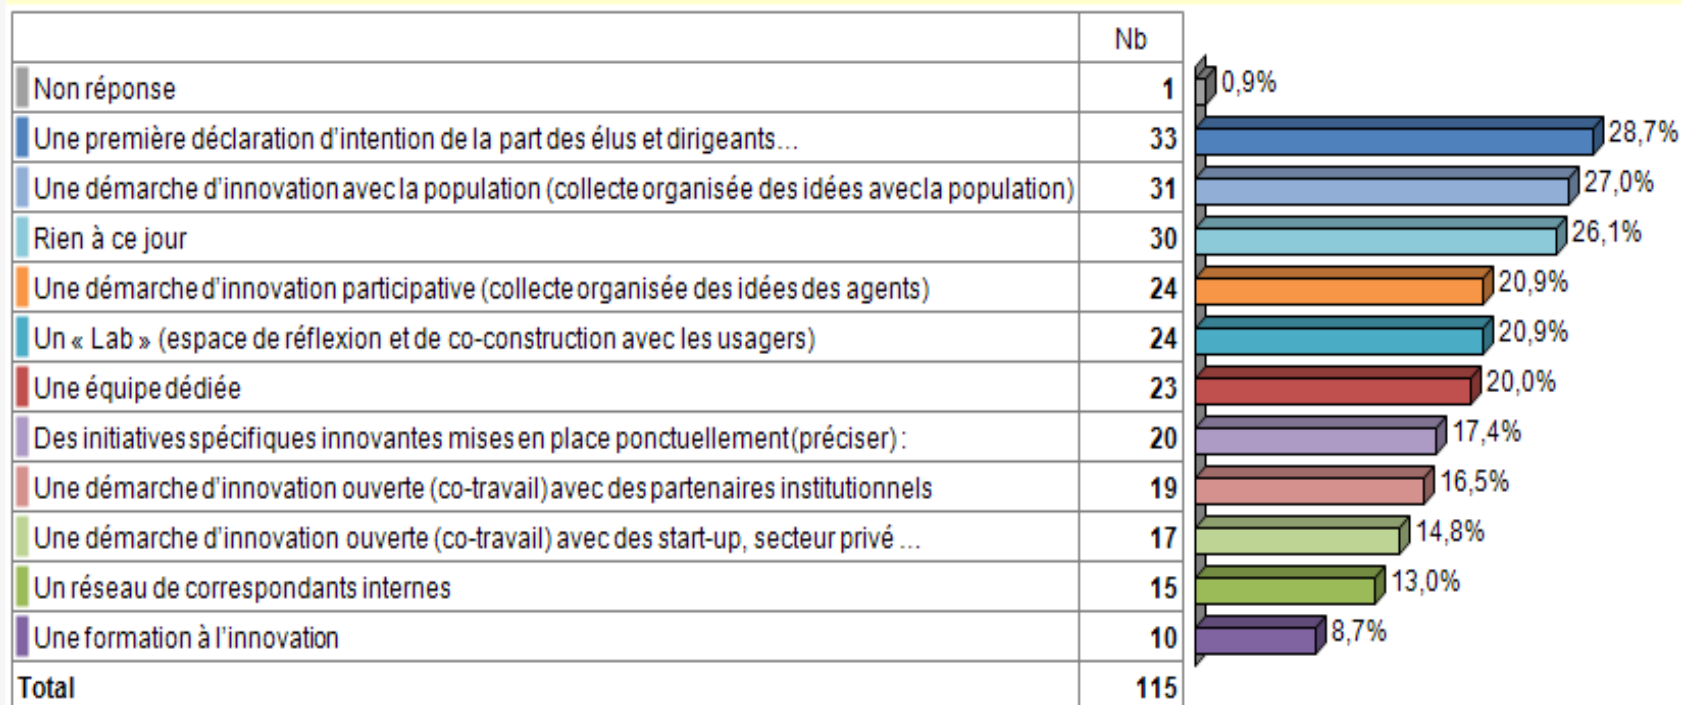 Nb
Non réponse 1 0,9%
Une première déclaration d'intention de la part des élus et dirigeants... 33 28,7%
Une démarche d'innovation avec la population (collecte organisée des idées avec la population) 31 27,0%
Rien à ce jour 30 26,1%
Une démarche d'innovation participative (collecte organisée des idées des agents) 24 20,9%
Un « Lab » (espace de réflexion et de co-construction avec les usagers) 24 20,9%
Une équipe dédiée 23 20,0%
Des initiatives spécifiques innovantes mises en place ponctuellement (préciser) : 20 17,4%
Une démarche d'innovation ouverte (co-travail) avec des partenaires institutionnels 19 16,5%
Une démarche d'innovation ouverte (co-travail) avec des start-up, secteur privé ... 17 14,8%
Un réseau de correspondants internes 15 13,0%
Une formation à l'innovation 10 8,7%
Total 115